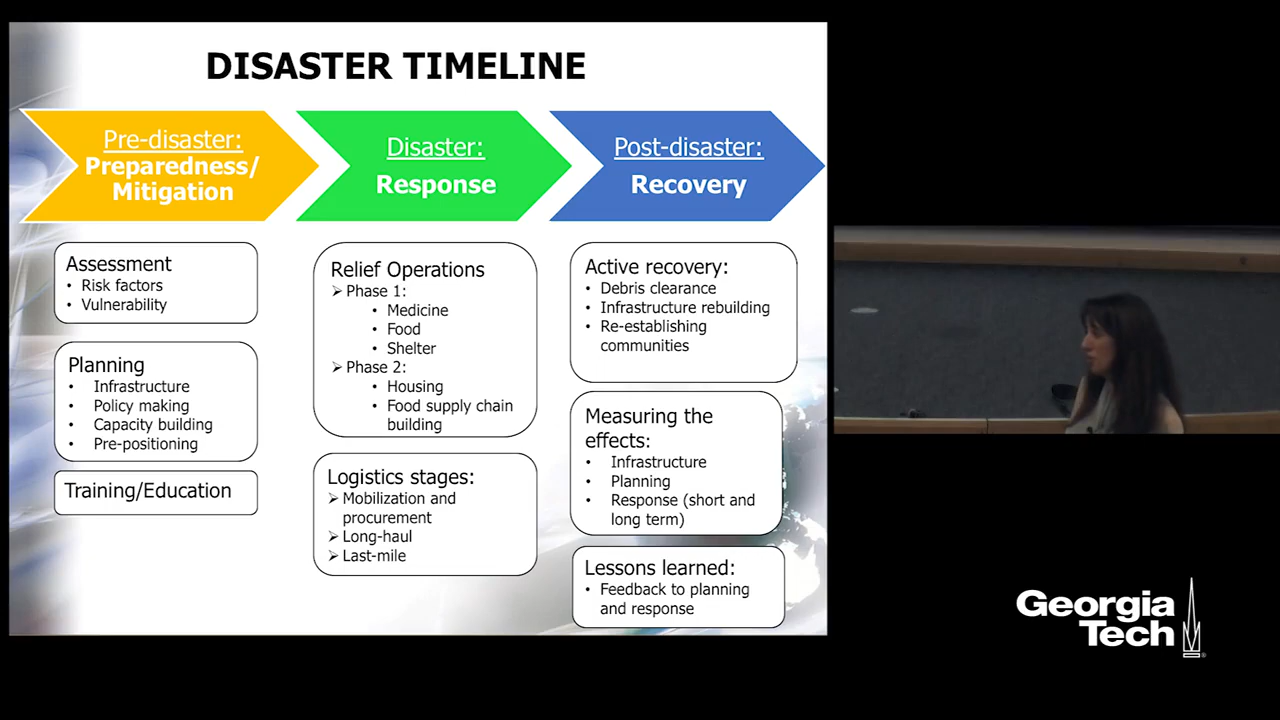 DISASTER TIMELINE
Pre-disaster:
Preparedness/
Mitigation
Disaster:
Response
Post-disaster:
Recovery
Assessment
• Risk factors
• Vulnerability
Planning
• Infrastructure
• Policy making
• Capacity building
• Pre-positioning
Training/Education
Relief Operations
➢ Phase 1:
• Medicine
• Food
• Shelter
➢ Phase 2:
• Housing
• Food supply chain
building
Logistics stages:
➢ Mobilization and
procurement
➢ Long-haul
➢ Last-mile
Active recovery:
• Debris clearance
• Infrastructure rebuilding
• Re-establishing
communities
Measuring the
effects:
• Infrastructure
• Planning
• Response (short and
long term)
Lessons learned:
• Feedback to planning
and response
Georgia
Tech
®